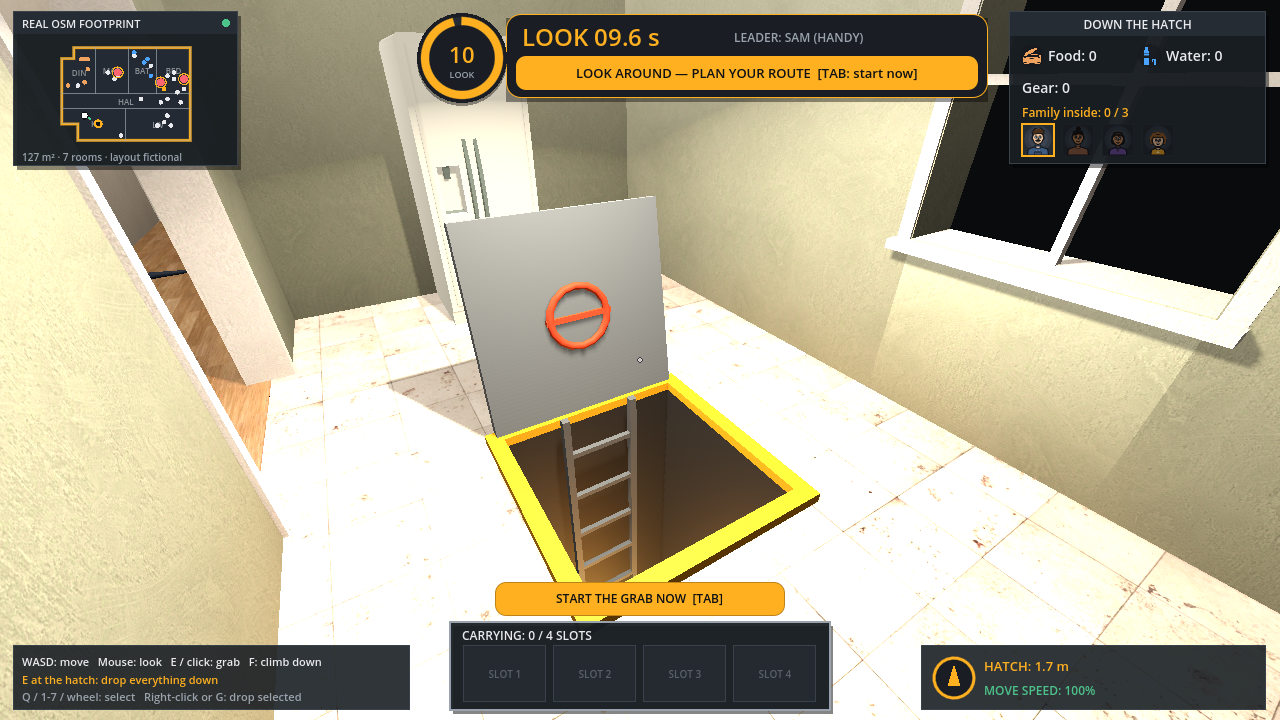 REAL OSM FOOTPRINT
DIN
BAT
HAL
127 m² · 7 rooms · layout fictional
10
LOOK
LOOK 09.6 s
LEADER: SAM (HANDY)
LOOK AROUND — PLAN YOUR ROUTE [TAB: start now]
DOWN THE HATCH
Food: 0
Water: 0
Gear: 0
Family inside: 0 / 3
START THE GRAB NOW [TAB]
CARRYING: 0 / 4 SLOTS
SLOT 1
SLOT 2
SLOT 3
SLOT 4
WASD: move Mouse: look E / click: grab F: climb down
E at the hatch: drop everything down
Q / 1-7 / wheel: select Right-click or G: drop selected
HATCH: 1.7 m
MOVE SPEED: 100%